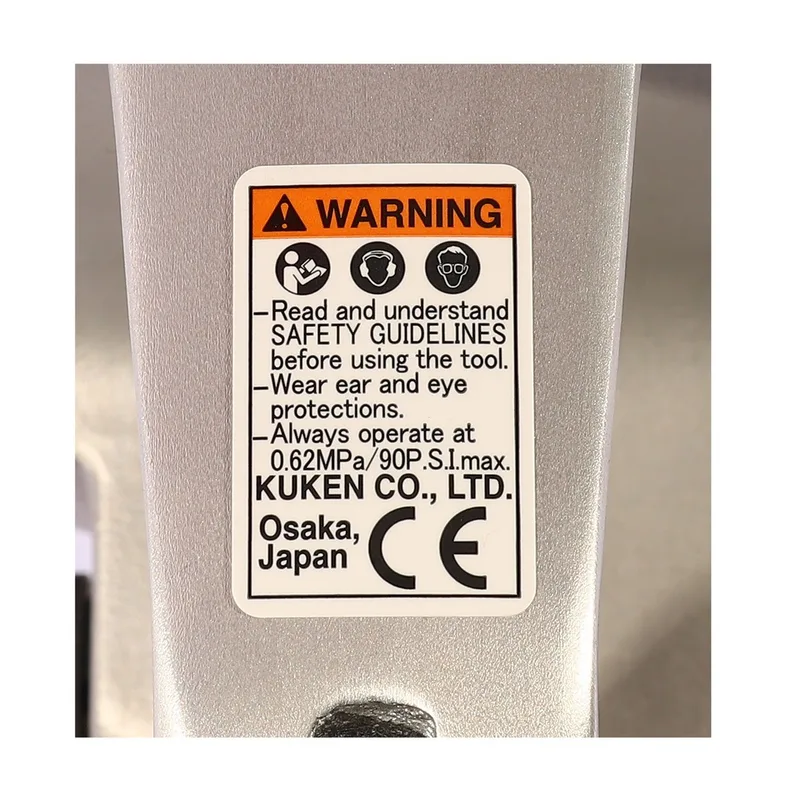 WARNING
–Read and understand
SAFETY GUIDELINES
before using the tool.
–Wear ear and eye
protections.
–Always operate at
0.62MPa/90P.S.I.max.
KUKEN CO., LTD.
Osaka,
Japan
CE